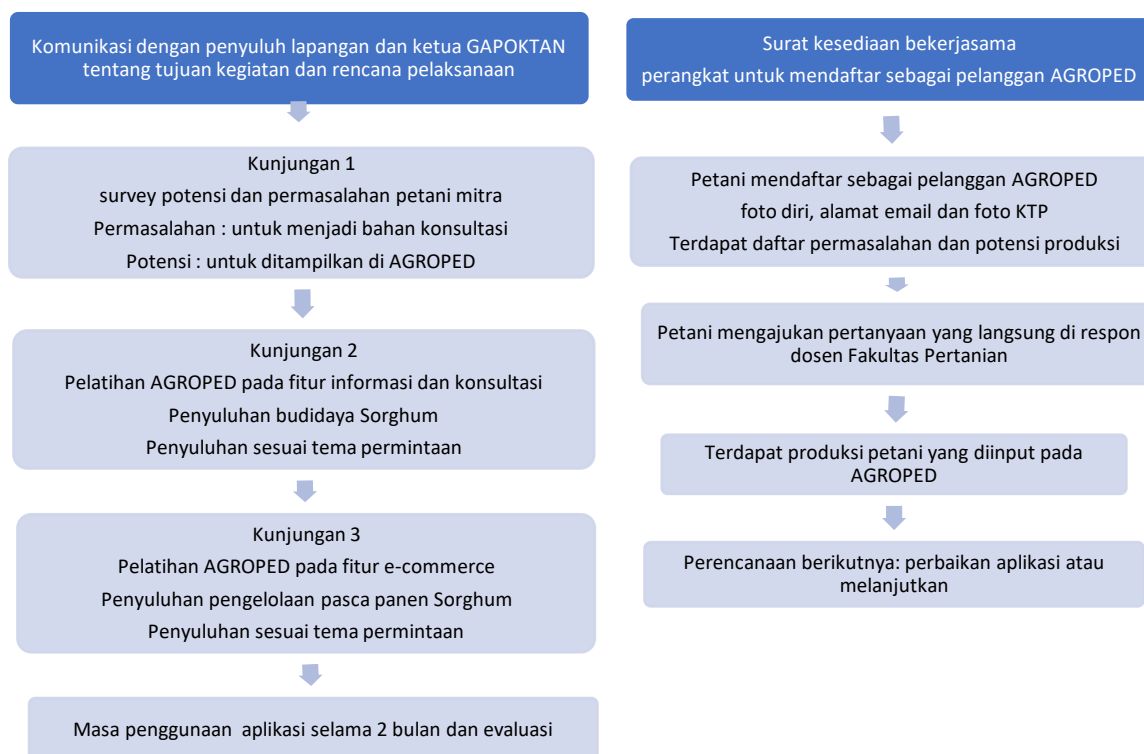 Komunikasi dengan penyuluh lapangan dan ketua GAPOKTAN
tentang tujuan kegiatan dan rencana pelaksanaan
Kunjungan 1
survey potensi dan permasalahan petani mitra
Permasalahan : untuk menjadi bahan konsultasi
Potensi : untuk ditampilkan di AGROPED
Kunjungan 2
Pelatihan AGROPED pada fitur informasi dan konsultasi
Penyuluhan budidaya Sorghum
Penyuluhan sesuai tema permintaan
Kunjungan 3
Pelatihan AGROPED pada fitur e-commerce
Penyuluhan pengelolaan pasca panen Sorghum
Penyuluhan sesuai tema permintaan
Masa penggunaan aplikasi selama 2 bulan dan evaluasi
Surat kesediaan bekerjasama
perangkat untuk mendaftar sebagai pelanggan AGROPED
Petani mendaftar sebagai pelanggan AGROPED
foto diri, alamat email dan foto KTP
Terdapat daftar permasalahan dan potensi produksi
Petani mengajukan pertanyaan yang langsung di respon
dosen Fakultas Pertanian
Terdapat produksi petani yang diinput pada
AGROPED
Perencanaan berikutnya: perbaikan aplikasi atau
melanjutkan